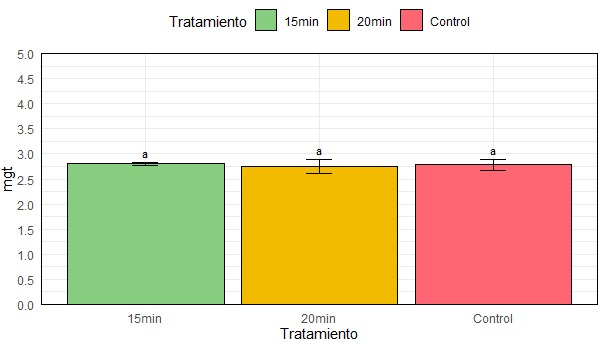 Tratamiento 15min 20min Control
5.0
4.5
4.0
3.5
3.0
2.5
2.0
1.5
1.0
0.5
0.0
mgt
a a a
15min 20min Control
Tratamiento